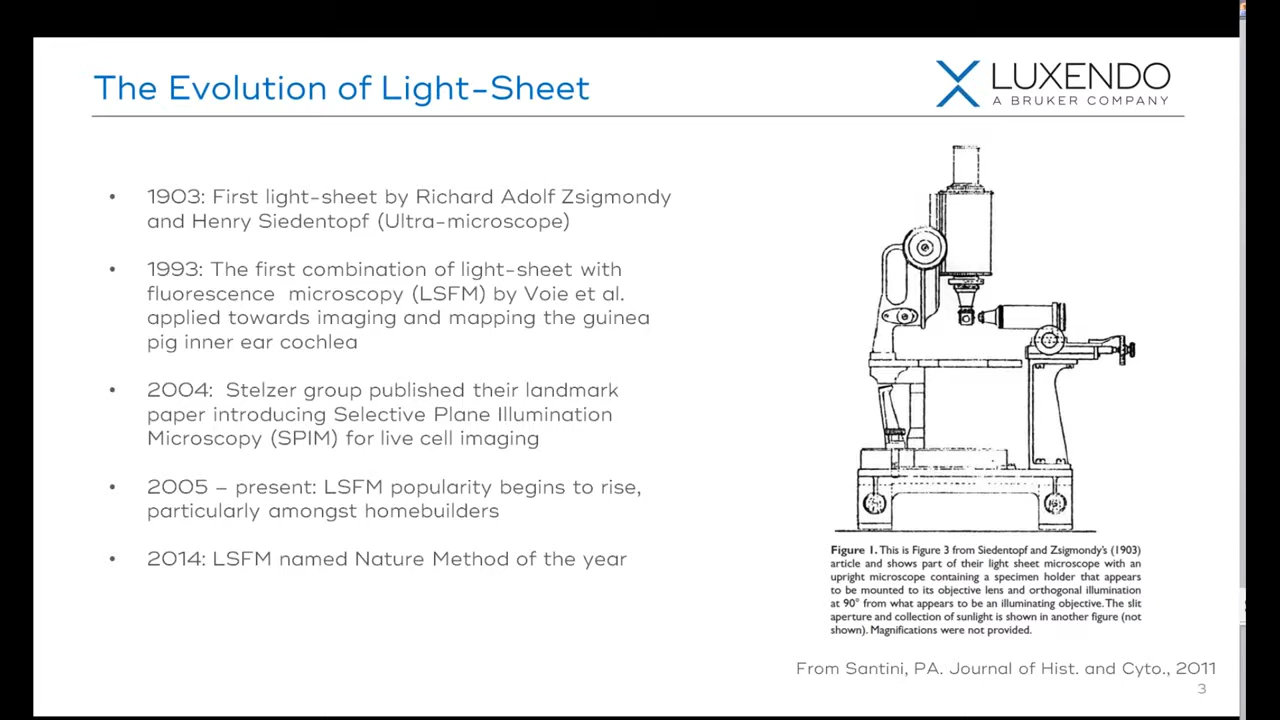 The Evolution of Light-Sheet
LUXENDO
A BRUKER COMPANY
• 1903: First light-sheet by Richard Adolf Zsigmondy
and Henry Siedentopf (Ultra-microscope)
• 1993: The first combination of light-sheet with
fluorescence microscopy (LSFM) by Voie et al.
applied towards imaging and mapping the guinea
pig inner ear cochlea
• 2004: Stelzer group published their landmark
paper introducing Selective Plane Illumination
Microscopy (SPIM) for live cell imaging
• 2005 – present: LSFM popularity begins to rise,
particularly amongst homebuilders
• 2014: LSFM named Nature Method of the year
Figure 1. This is Figure 3 from Siedentopf and Zsigmondy's (1903)
article and shows part of their light sheet microscope with an
upright microscope containing a specimen holder that appears
to be mounted to its objective lens and orthogonal illumination
at 90° from what appears to be an illuminating objective. The slit
aperture and collection of sunlight is shown in another figure (not
shown). Magnifications were not provided.
From Santini, PA. Journal of Hist. and Cyto., 2011
3